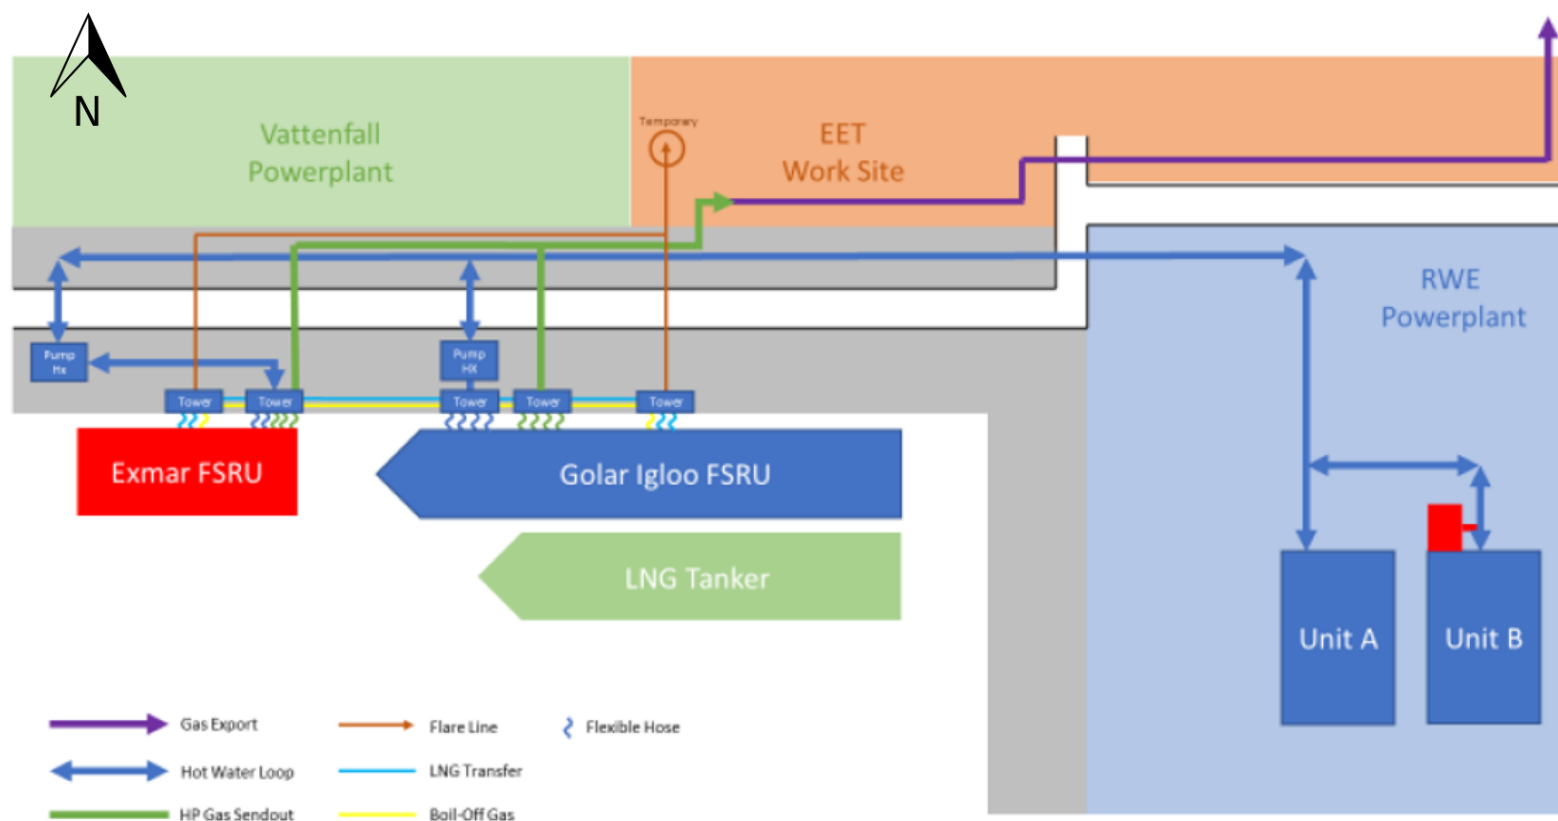 N
Vattenfall
Powerplant
Temporary
EET
Work Site
RWE
Powerplant
Pump
Hx
Pump
HX
Tower
Tower
Tower
Tower
Tower
Exmar FSRU
Golar Igloo FSRU
LNG Tanker
Unit A
Unit B
Gas Export
Flare Line
Flexible Hose
Hot Water Loop
LNG Transfer
HP Gas Sendout
Boil-Off Gas